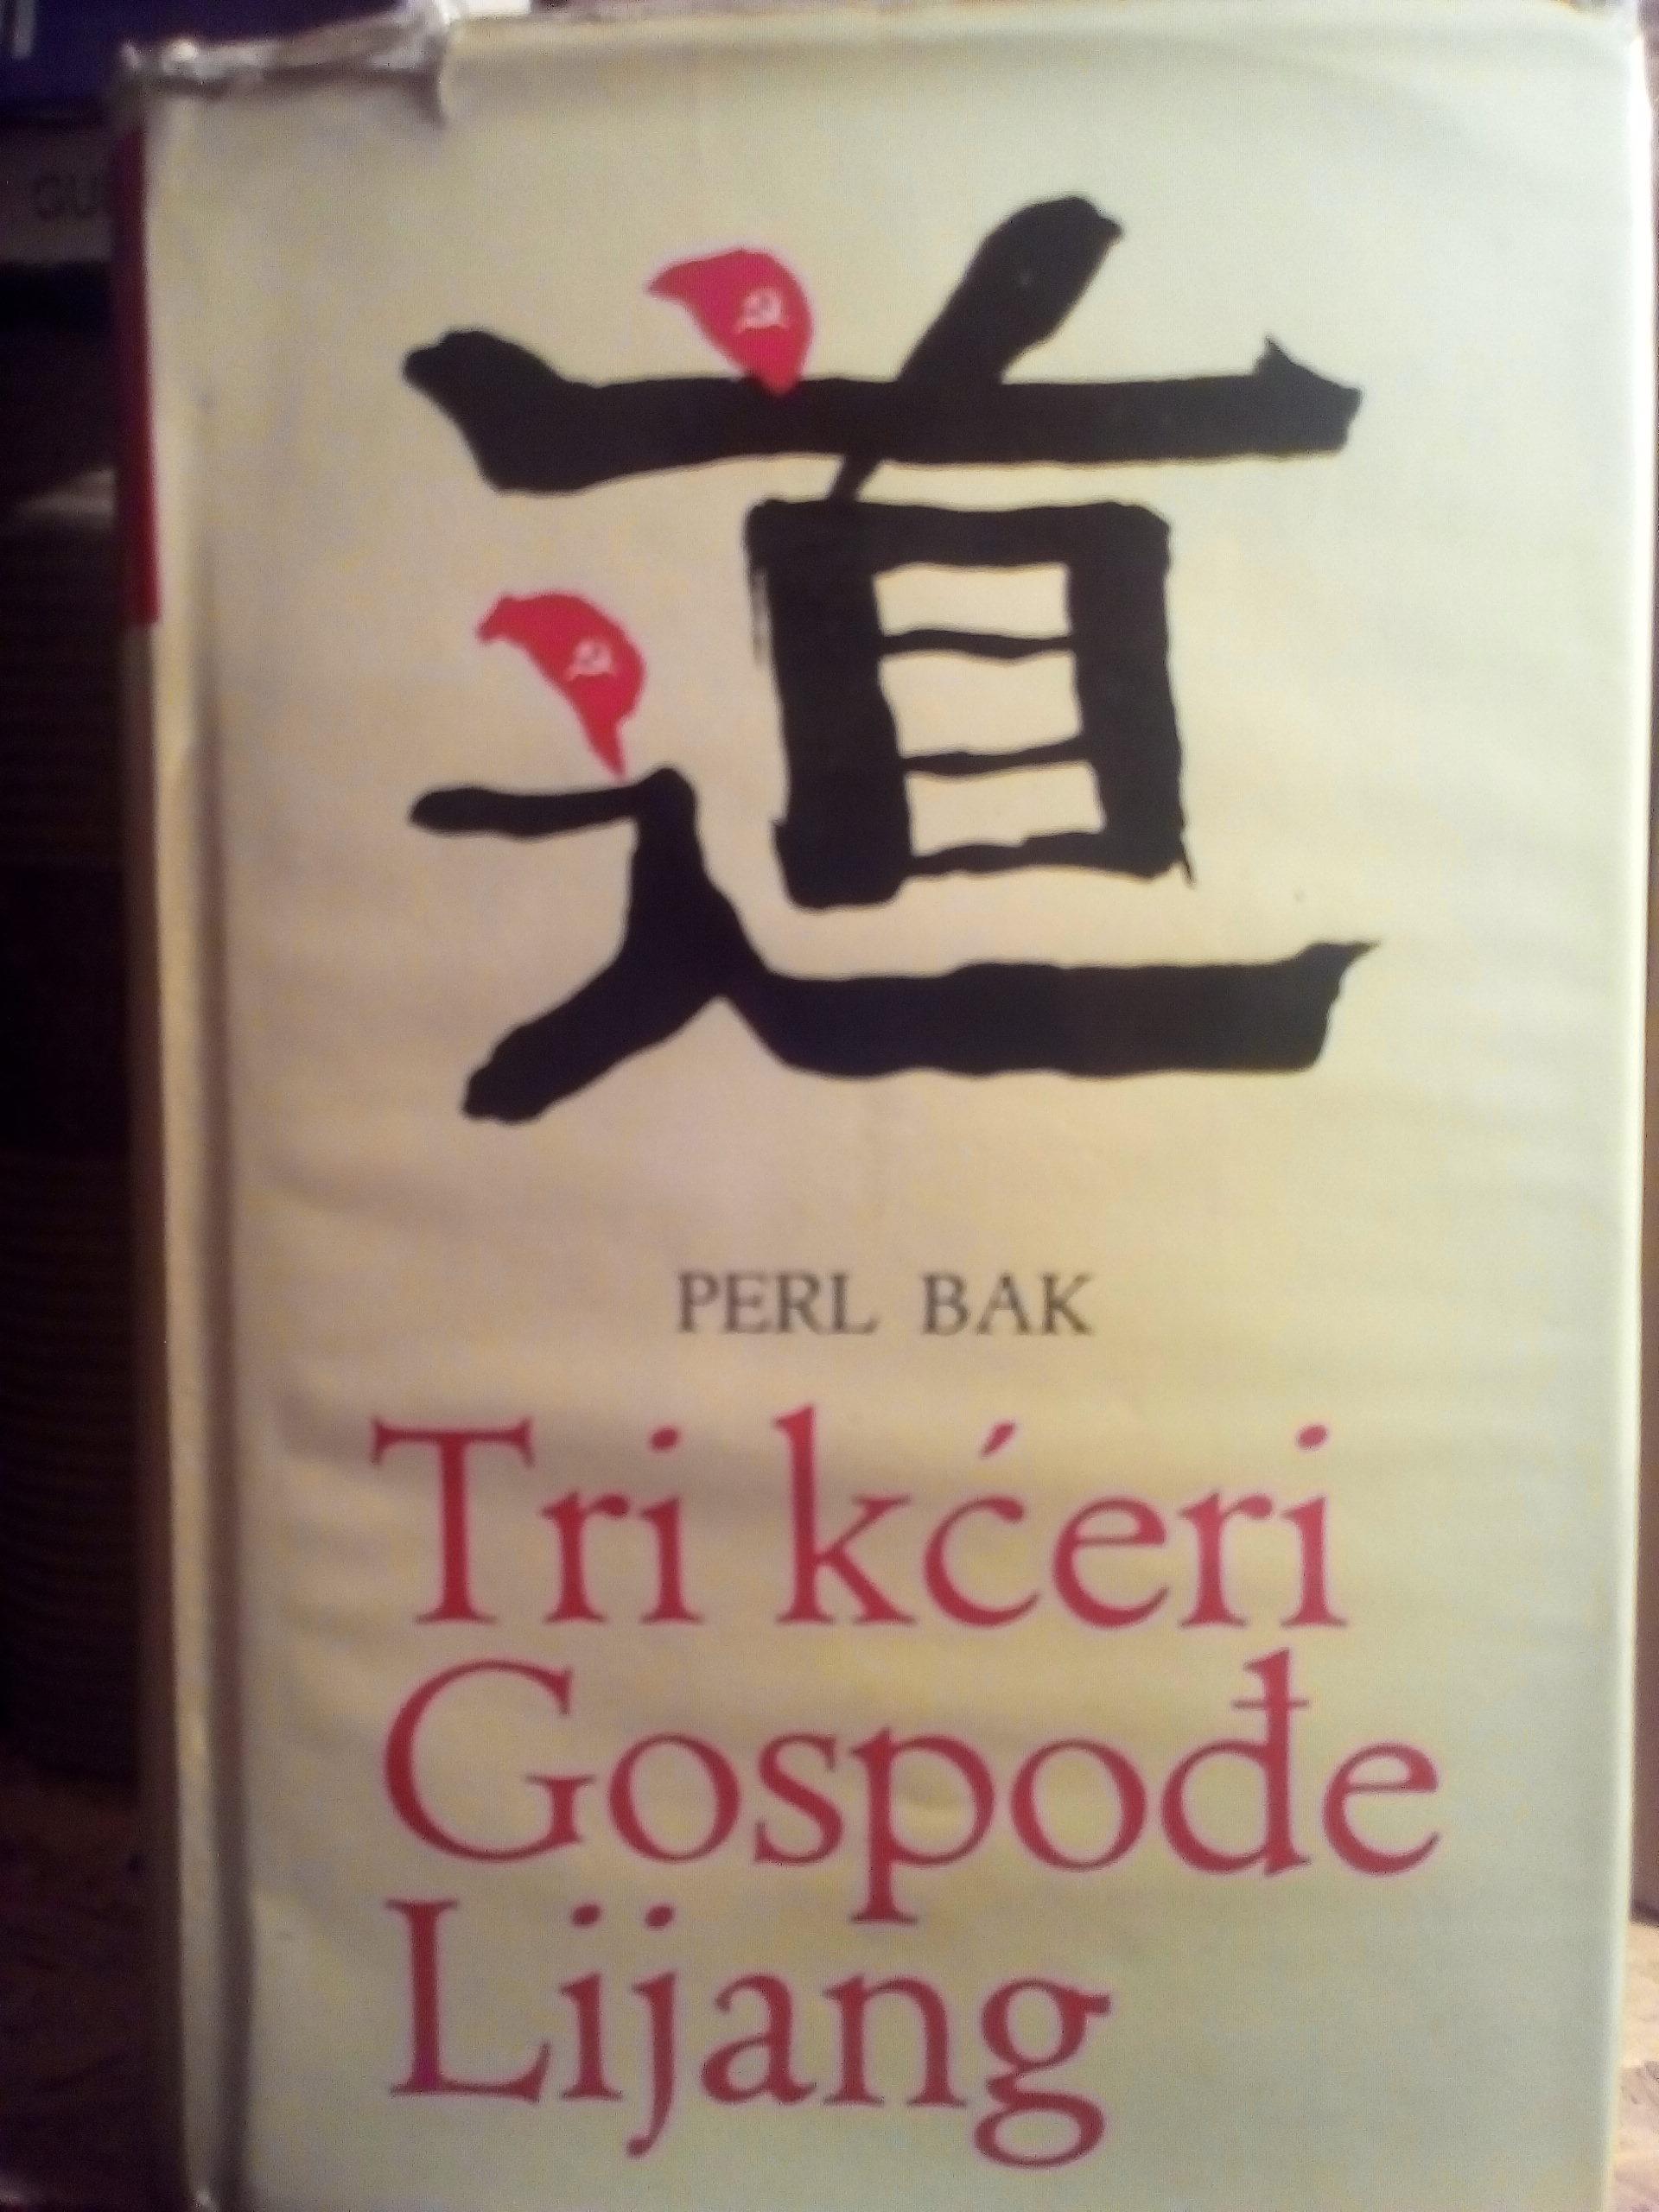 道
PERL BAK
Tri kćeri
Gospođe
Lijang